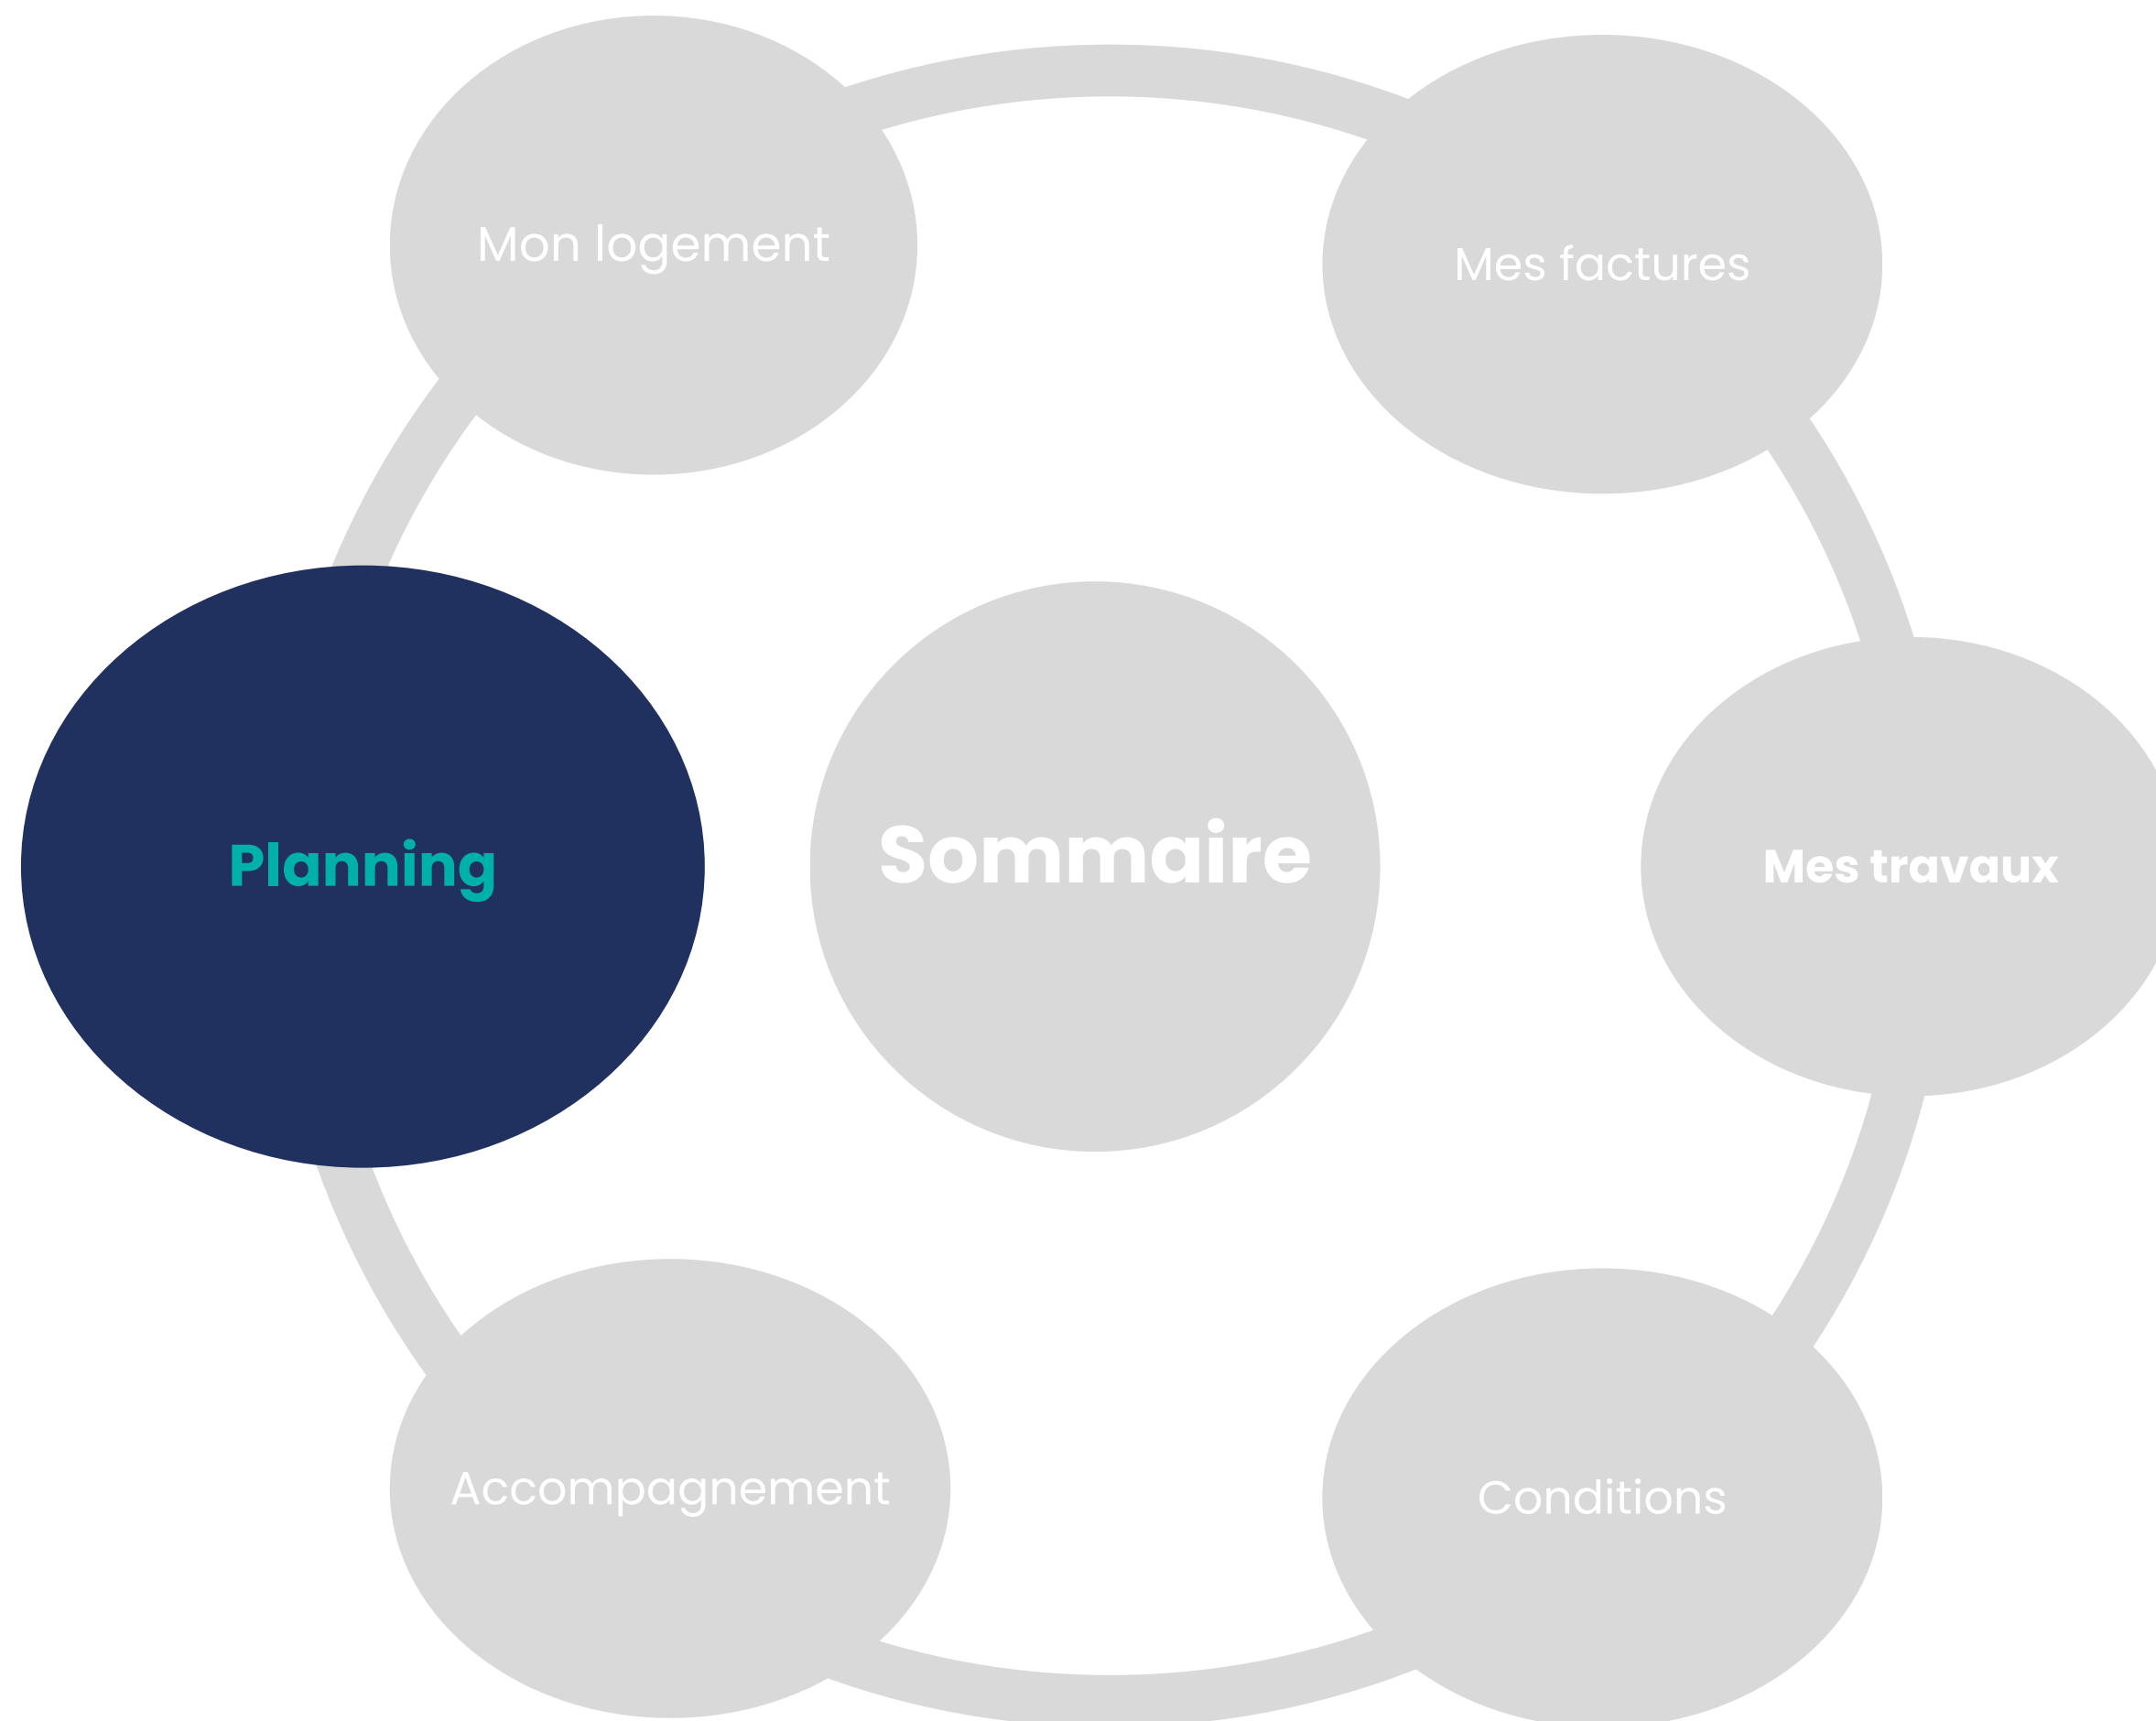 Mon logement
Mes factures
Planning
Sommaire
Mes travaux
Accompagnement
Conditions